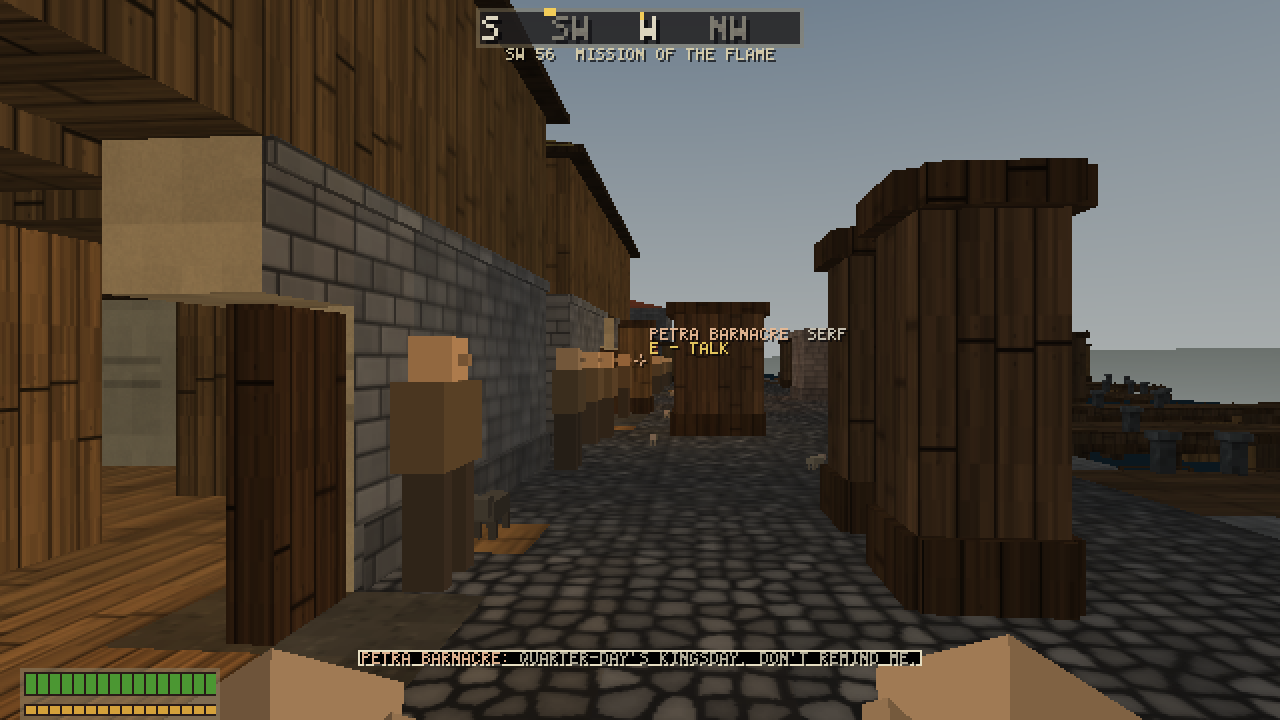 S SW W NW
SW 56 MISSION OF THE FLAME
PETRA BARNACRE SERF
E - TALK
PETRA BARNACRE: QUARTER-DAY'S KINGSDAY. DON'T REMIND ME.